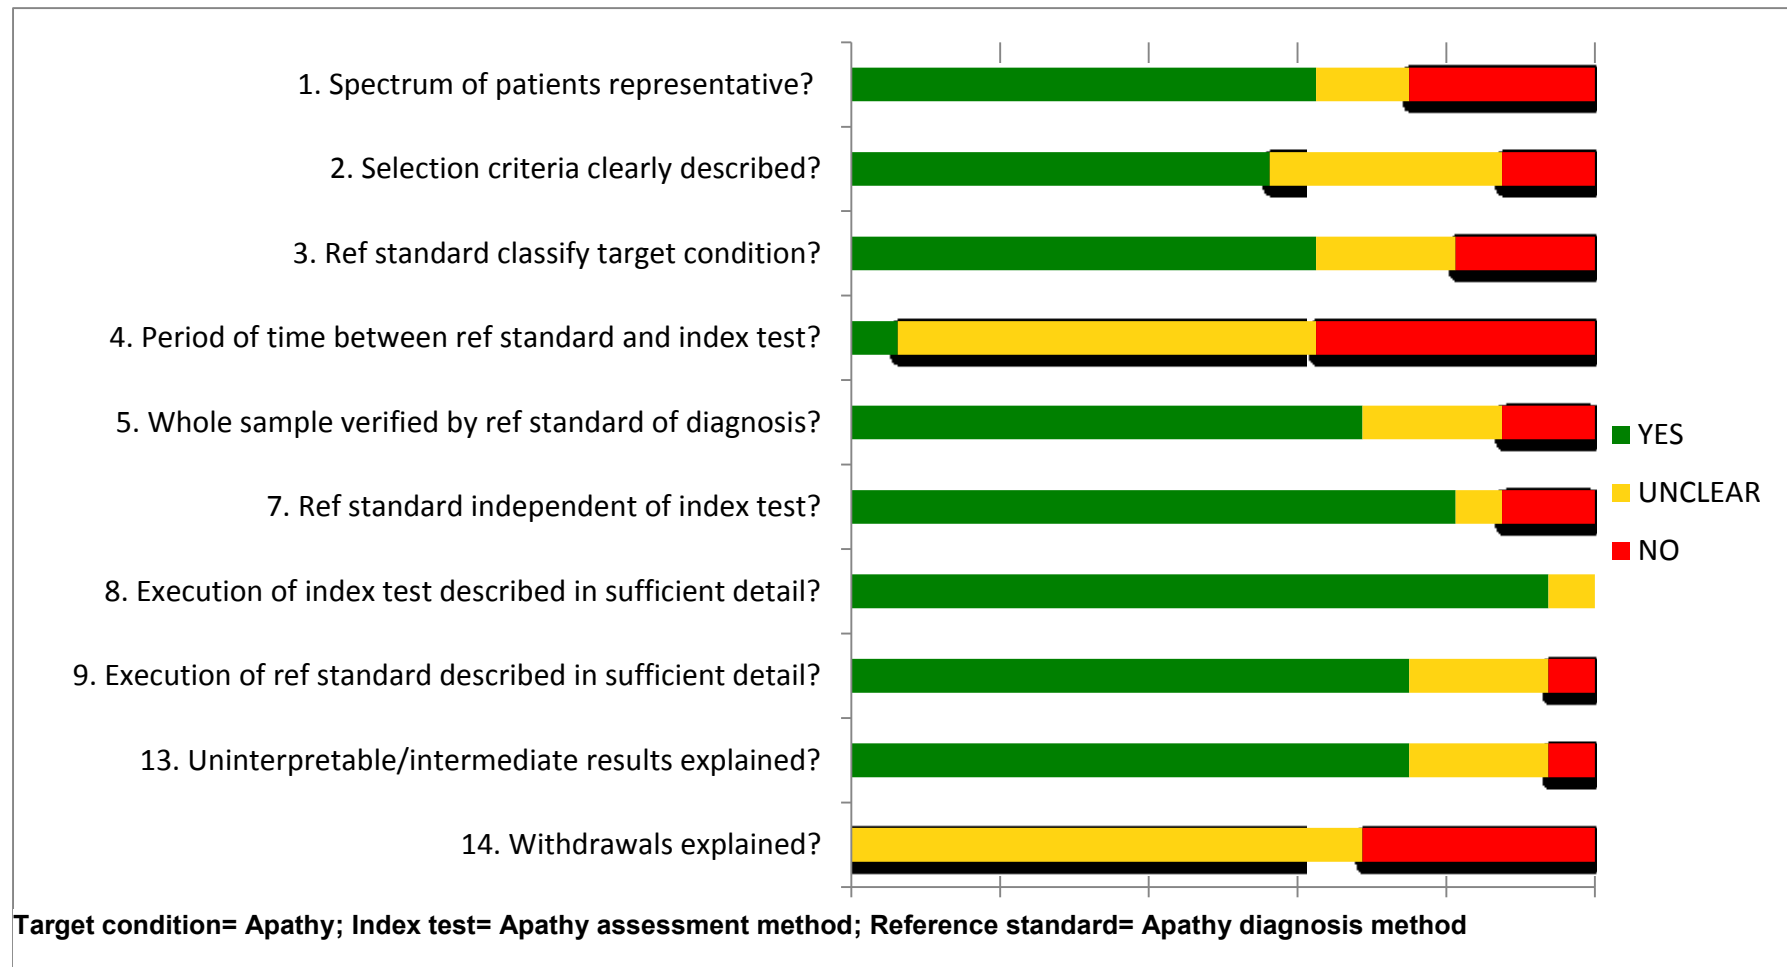 1. Spectrum of patients representative?
2. Selection criteria clearly described?
3. Ref standard classify target condition?
4. Period of time between ref standard and index test?
5. Whole sample verified by ref standard of diagnosis?
7. Ref standard independent of index test?
8. Execution of index test described in sufficient detail?
9. Execution of ref standard described in sufficient detail?
13. Uninterpretable/intermediate results explained?
14. Withdrawals explained?
YES
UNCLEAR
NO
Target condition= Apathy; Index test= Apathy assessment method; Reference standard= Apathy diagnosis method